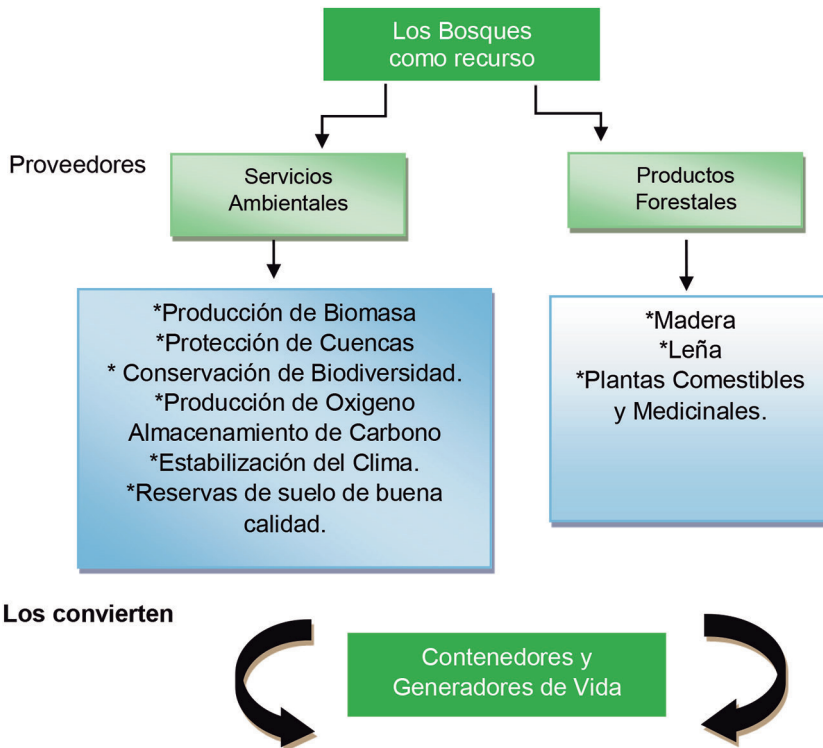 Los Bosques
como recurso
Proveedores
Servicios
Ambientales
Productos
Forestales
*Producción de Biomasa
*Protección de Cuencas
* Conservación de Biodiversidad.
*Producción de Oxigeno
Almacenamiento de Carbono
*Estabilización del Clima.
*Reservas de suelo de buena
calidad.
*Madera
*Leña
*Plantas Comestibles
y Medicinales.
Los convierten
Contenedores y
Generadores de Vida